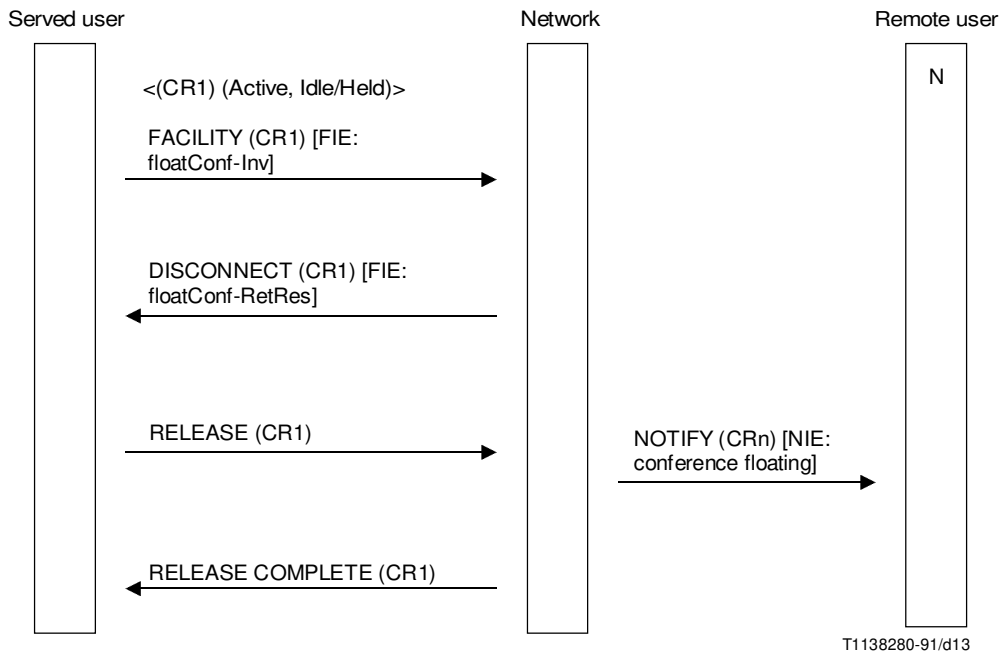 Served user
Network
Remote user
N
<(CR1) (Active, Idle/Held)>
FACILITY (CR1) [FIE:
floatConf-Inv]
DISCONNECT (CR1) [FIE:
floatConf-RetRes]
RELEASE (CR1)
NOTIFY (CRn) [NIE:
conference floating]
RELEASE COMPLETE (CR1)
T1138280-91/d13